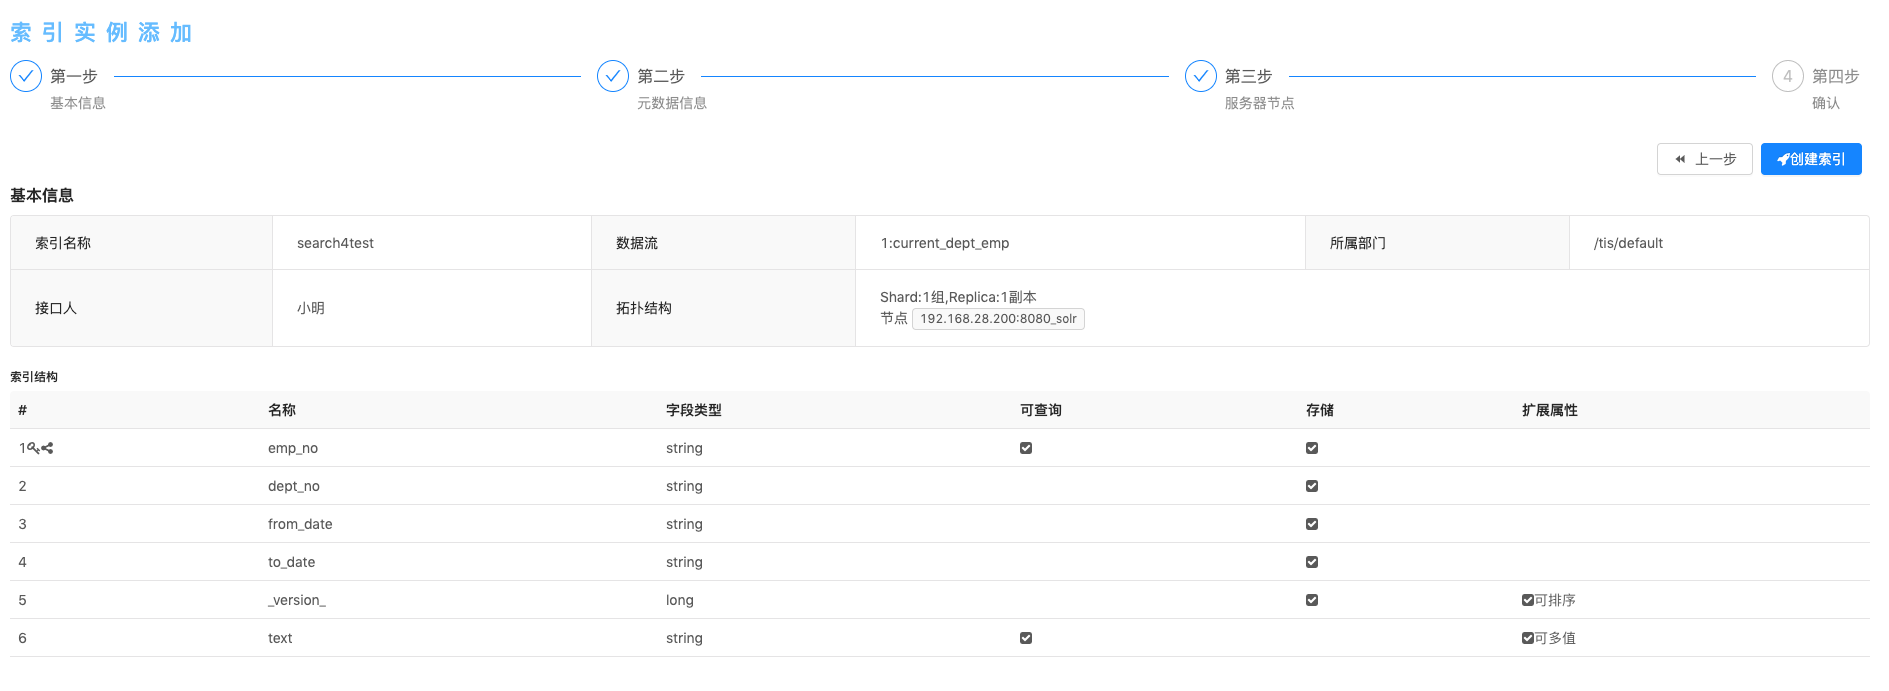 索引实例添加
第一步 第二步 第三步 4 第四步
基本信息 元数据信息 服务器节点 确认
上一步 创建索引
基本信息
索引名称 search4test 数据流 1:current_dept_emp 所属部门 /tis/default
接口人 小明 拓扑结构 Shard:1组,Replica:1副本
节点 192.168.28.200:8080_solr
索引结构
# 名称 字段类型 可查询 存储 扩展属性
1 emp_no string
2 dept_no string
3 from_date string
4 to_date string
5 _version_ long 可排序
6 text string 可多值